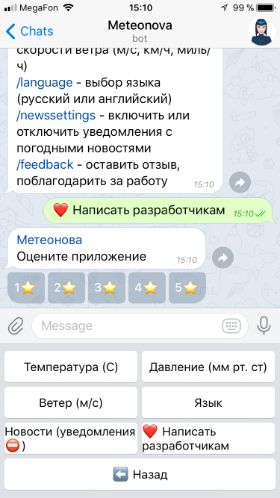 MegaFon
15:10
99 %
Chats
Meteonova
bot
скорости ветра (м/с, км/ч, миль/
ч)
/language - выбор языка
(русский или английский)
/newssettings - включить или
отключить уведомления с
погодными новостями
/feedback - оставить отзыв,
поблагодарить за работу
15:10
❤️ Написать разработчикам 15:10
Метеонова
Оцените приложение
15:10
1⭐ 2⭐ 3⭐ 4⭐ 5⭐
Message
Температура (C) Давление (мм рт. ст)
Ветер (м/с) Язык
Новости (уведомления
⛔)
❤️ Написать
разработчикам
⬅️ Назад